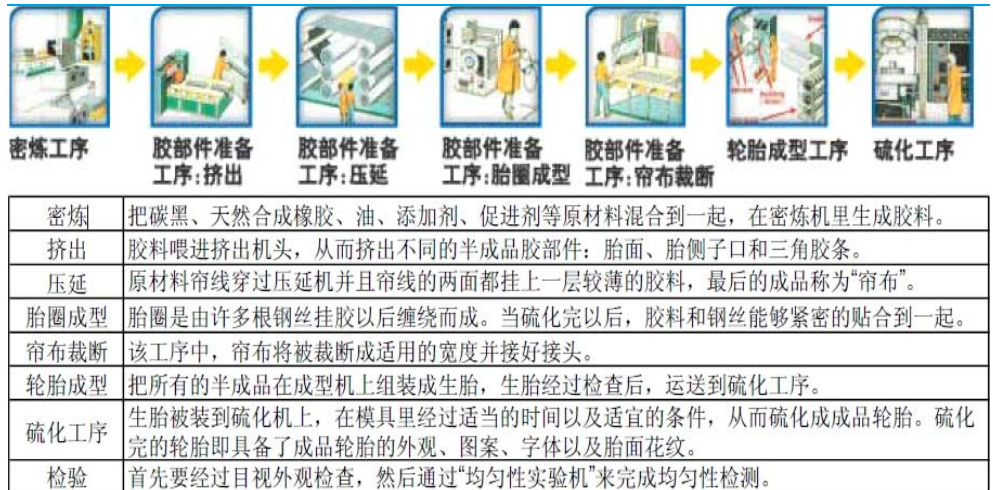 密炼工序
胶部件准备
工序:挤出
胶部件准备
工序:压延
胶部件准备
工序:胎圈成型
胶部件准备
工序:帘布裁断
轮胎成型工序
硫化工序
密炼 把碳黑、天然合成橡胶、油、添加剂、促进剂等原材料混合到一起，在密炼机里生成胶料。
挤出 胶料喂进挤出机头，从而挤出不同的半成品胶部件：胎面、胎侧子口和三角胶条。
压延 原材料帘线穿过压延机并且帘线的两面都挂上一层较薄的胶料，最后的成品称为“帘布”。
胎圈成型 胎圈是由许多根钢丝挂胶以后缠绕而成。当硫化完以后，胶料和钢丝能够紧密的贴合到一起。
帘布裁断 该工序中，帘布将被裁断成适用的宽度并接好接头。
轮胎成型 把所有的半成品在成型机上组装成生胎，生胎经过检查后，运送到硫化工序。
硫化工序 生胎被装到硫化机上，在模具里经过适当的时间以及适宜的条件，从而硫化成成品轮胎。硫化
完的轮胎即具备了成品轮胎的外观、图案、字体以及胎面花纹。
检验 首先要经过目视外观检查，然后通过“均匀性实验机”来完成均匀性检测。